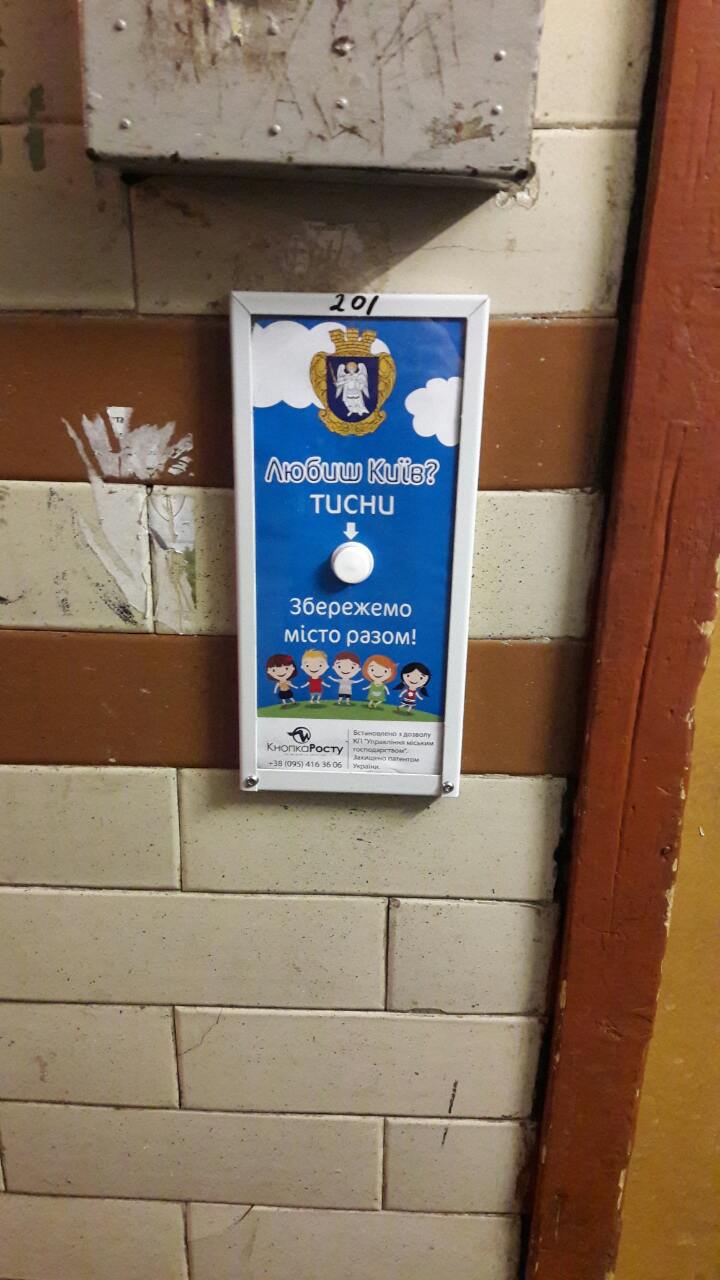 201
Любиш Київ?
ТИСНИ
Збережемо
місто разом!
КнопкаРосту
+38 (095) 416 36 06
Встановлено з дозволу
КП "Управління міським
господарством".
Захищено патентом
України.